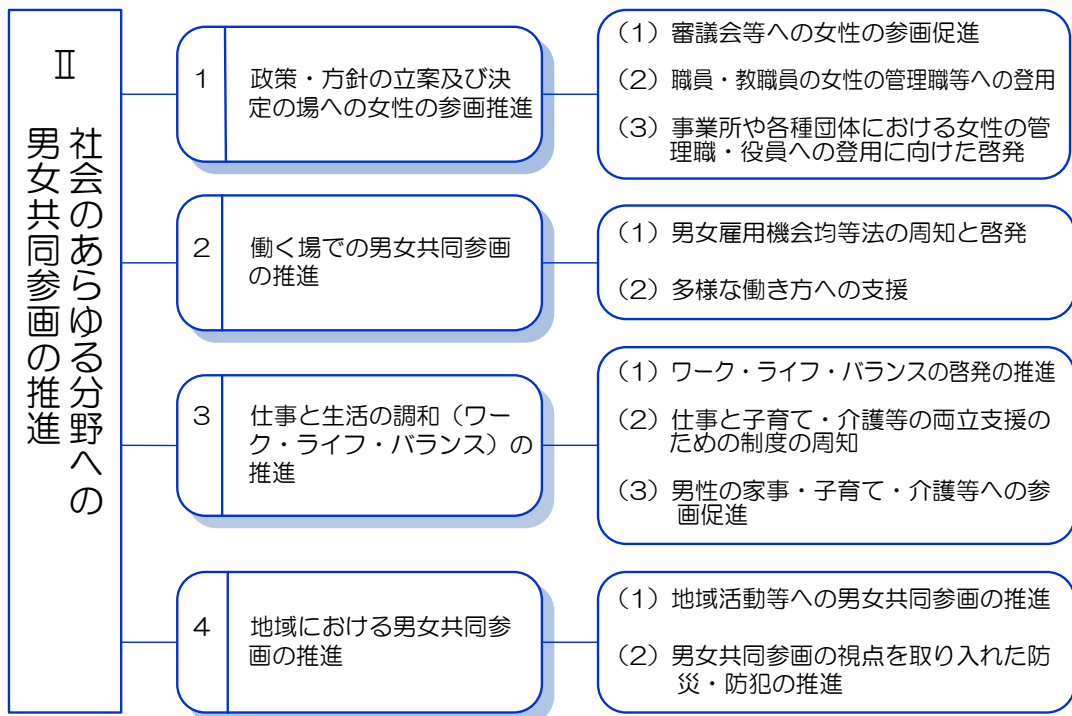 Ⅱ
社会のあらゆる分野への
男女共同参画の推進
1
政策・方針の立案及び決
定の場への女性の参画推進
(1) 審議会等への女性の参画促進
(2) 職員・教職員の女性の管理職等への登用
(3) 事業所や各種団体における女性の管
理職・役員への登用に向けた啓発
2
働く場での男女共同参画
の推進
(1) 男女雇用機会均等法の周知と啓発
(2) 多様な働き方への支援
3
仕事と生活の調和（ワー
ク・ライフ・バランス）の
推進
(1) ワーク・ライフ・バランスの啓発の推進
(2) 仕事と子育て・介護等の両立支援の
ための制度の周知
(3) 男性の家事・子育て・介護等への参
画促進
4
地域における男女共同参
画の推進
(1) 地域活動等への男女共同参画の推進
(2) 男女共同参画の視点を取り入れた防
災・防犯の推進